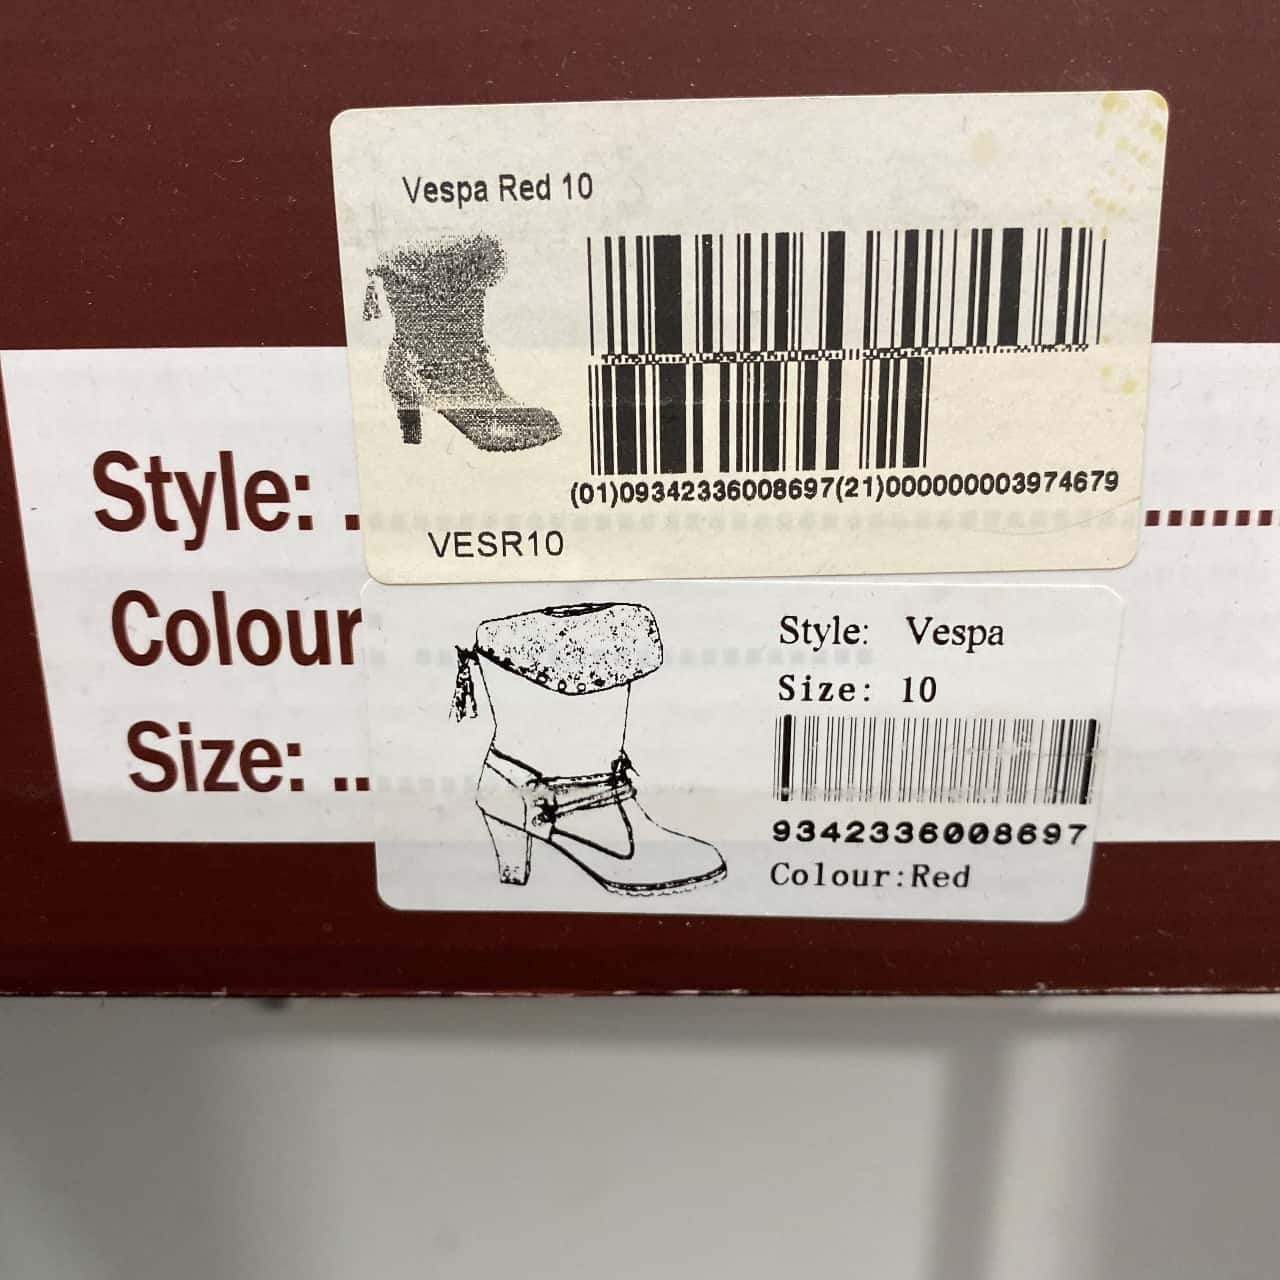 Vespa Red 10
(01)09342336008697(21)000000003974679
VESR10
Style: .
Colour
Size: ..
Style: Vespa
Size: 10
9342336008697
Colour:Red